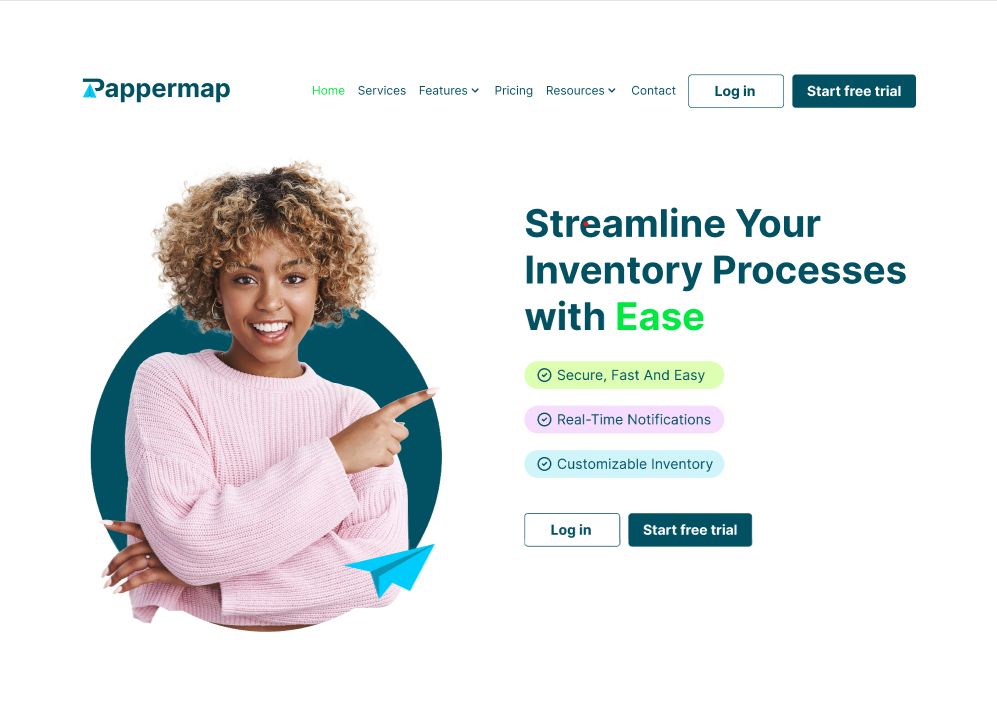 Pappermap
Home Services Features Pricing Resources Contact Log in Start free trial
Streamline Your
Inventory Processes
with Ease
Secure, Fast And Easy
Real-Time Notifications
Customizable Inventory
Log in Start free trial